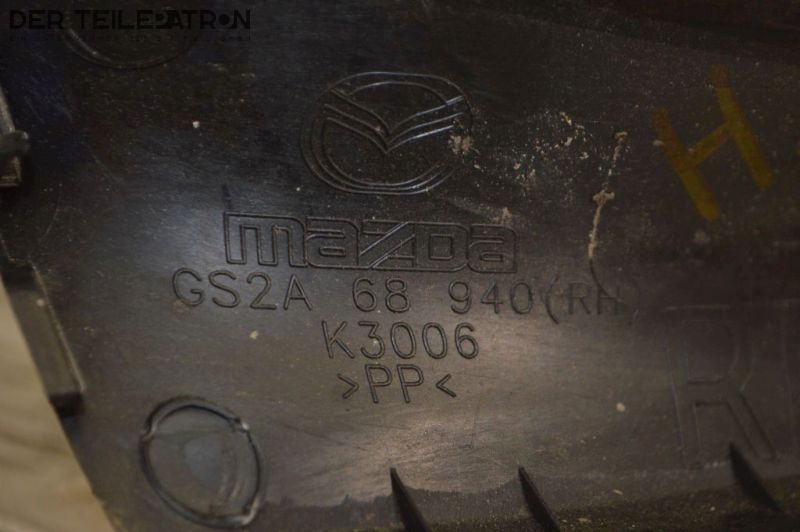 DER TEILEPATRON
H
mazda
GS2A 68 940(RH)
K3006
>PP<
R